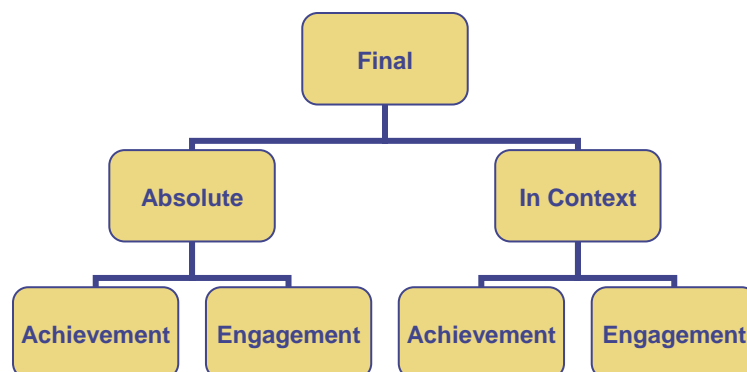 Final
Absolute
In Context
Achievement
Engagement
Achievement
Engagement